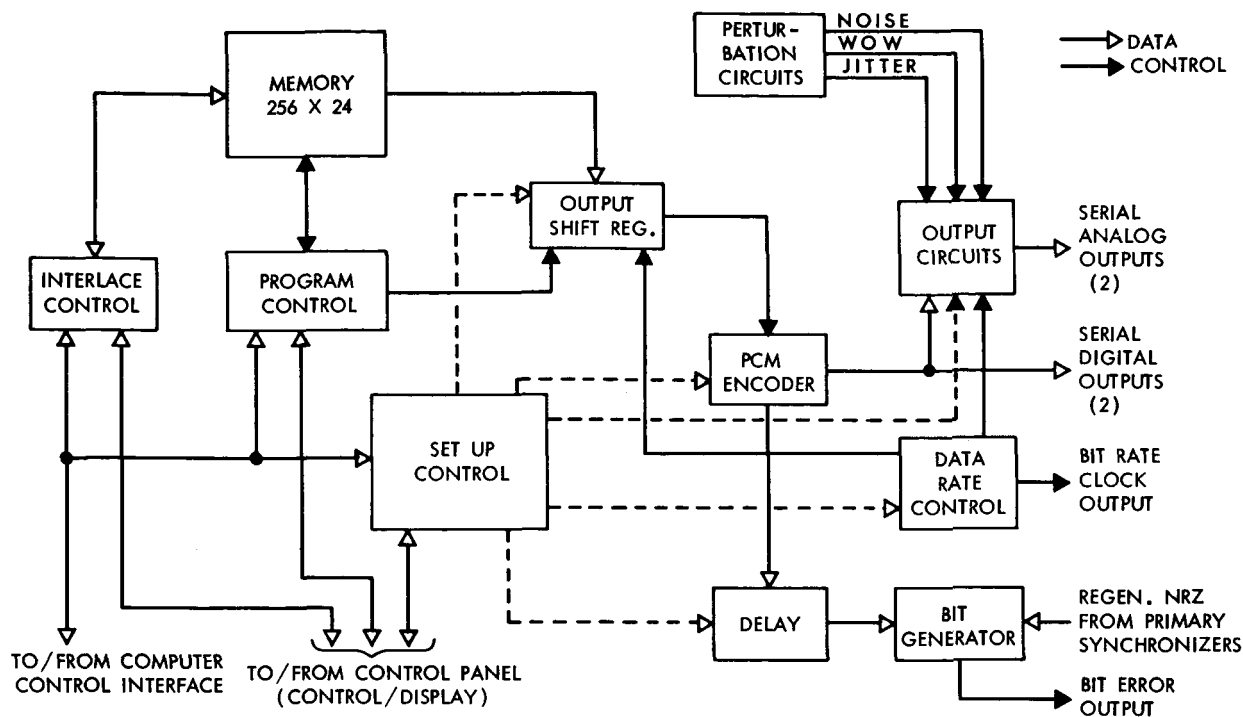 NOISE
WOW
JITTER
PERTUR-
BATION
CIRCUITS
DATA
CONTROL
MEMORY
256 X 24
OUTPUT
SHIFT REG.
OUTPUT
CIRCUITS
SERIAL
ANALOG
OUTPUTS
(2)
INTERLACE
CONTROL
PROGRAM
CONTROL
PCM
ENCODER
SERIAL
DIGITAL
OUTPUTS
(2)
SET UP
CONTROL
DATA
RATE
CONTROL
BIT RATE
CLOCK
OUTPUT
DELAY
BIT
GENERATOR
REGEN. NRZ
FROM PRIMARY
SYNCHRONIZERS
TO/FROM COMPUTER
CONTROL INTERFACE
TO/FROM CONTROL PANEL
(CONTROL/DISPLAY)
BIT ERROR
OUTPUT